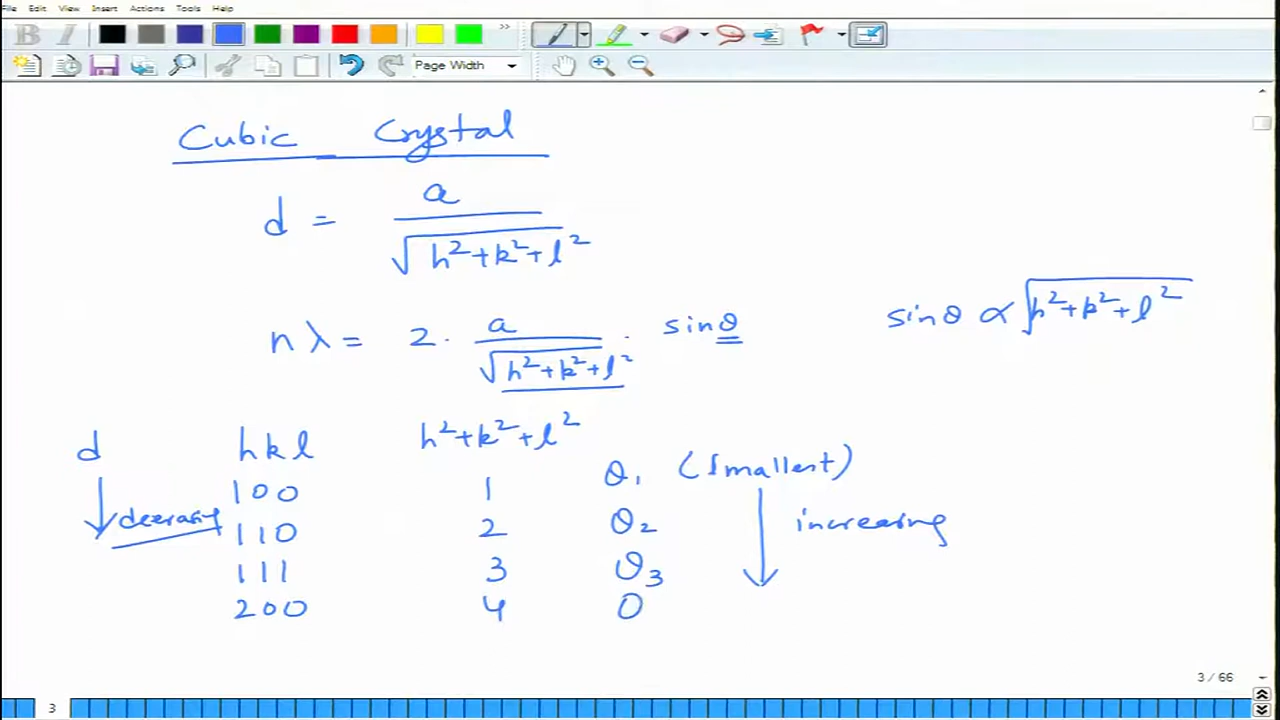 File Edit View Insert Actions Tools Help
B I
Page Width
Cubic Crystal
d = a / √h²+k²+l²
nλ = 2 · a / √h²+k²+l² · sinθ
sinθ ∝ √h²+k²+l²
d hkl h²+k²+l²
100 1 θ₁ (Smallest)
decreasing 110 2 θ₂ increasing
111 3 θ₃
200 4 0
3 / 66
3